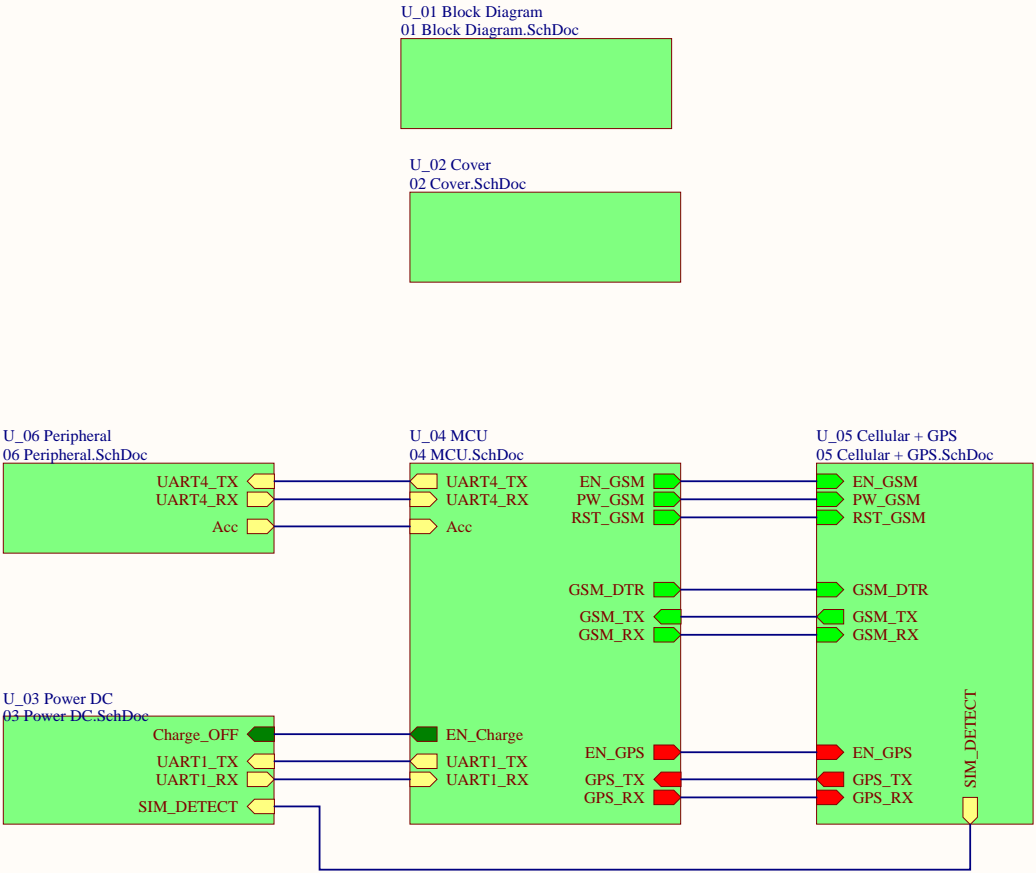 U_01 Block Diagram
01 Block Diagram.SchDoc
U_02 Cover
02 Cover.SchDoc
U_06 Peripheral
06 Peripheral.SchDoc
UART4_TX
UART4_RX
Acc
U_04 MCU
04 MCU.SchDoc
UART4_TX
UART4_RX
Acc
EN_GSM
PW_GSM
RST_GSM
GSM_DTR
GSM_TX
GSM_RX
EN_Charge
UART1_TX
UART1_RX
EN_GPS
GPS_TX
GPS_RX
U_05 Cellular + GPS
05 Cellular + GPS.SchDoc
EN_GSM
PW_GSM
RST_GSM
GSM_DTR
GSM_TX
GSM_RX
EN_GPS
GPS_TX
GPS_RX
SIM_DETECT
U_03 Power DC
03 Power DC.SchDoc
Charge_OFF
UART1_TX
UART1_RX
SIM_DETECT